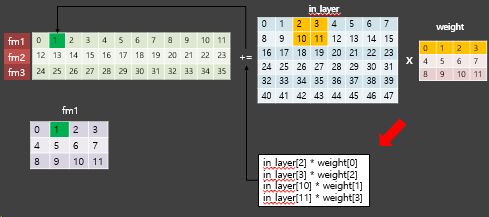 in_layer
weight
fm1 0 1 2 3 4 5 6 7 8 9 10 11
fm2 12 13 14 15 16 17 18 19 20 21 22 23
fm3 24 25 26 27 28 29 30 31 32 33 34 35
+=
0 1 2 3 4 5 6 7
8 9 10 11 12 13 14 15
16 17 18 19 20 21 22 23
24 25 26 27 28 29 30 31
32 33 34 35 36 37 38 39
40 41 42 43 44 45 46 47
X
0 1 2 3
4 5 6 7
8 9 10 11
fm1
0 1 2 3
4 5 6 7
8 9 10 11
in_layer[2] * weight[0]
in_layer[3] * weight[2]
in_layer[10] * weight[1]
in_layer[11] * weight[3]